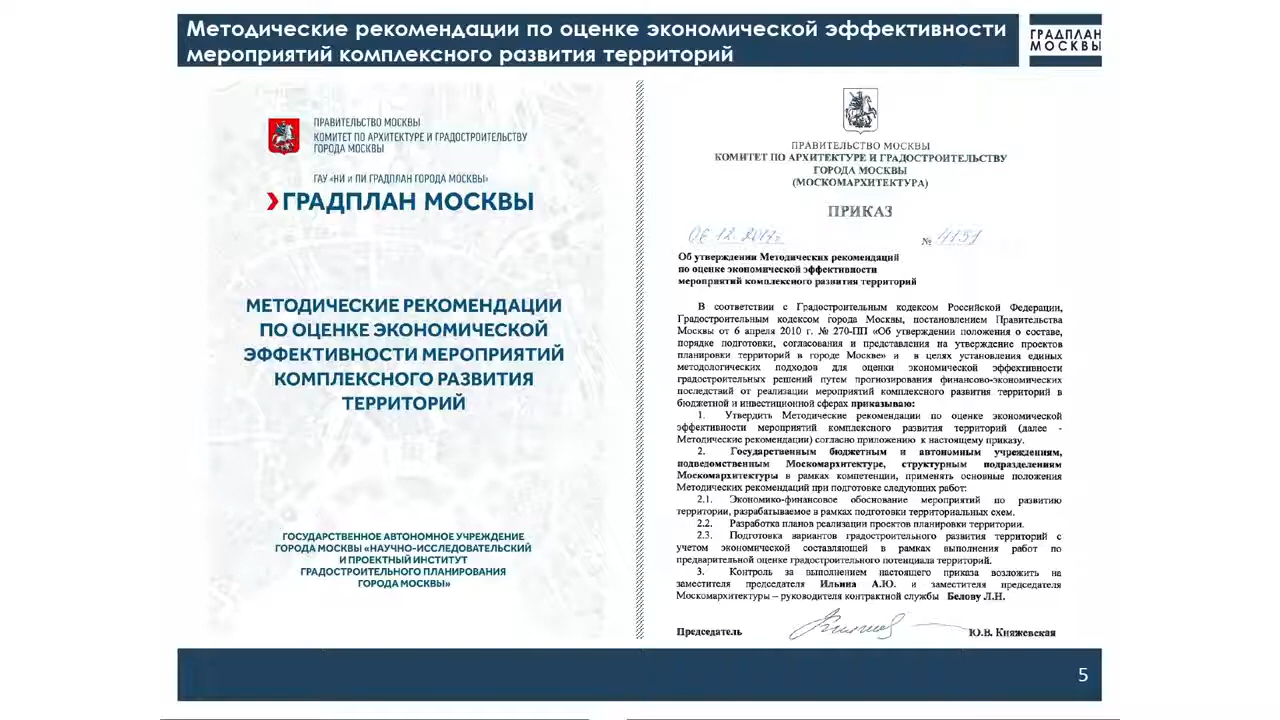 Методические рекомендации по оценке экономической эффективности
мероприятий комплексного развития территорий
ГРАДПЛАН
МОСКВЫ
ПРАВИТЕЛЬСТВО МОСКВЫ
КОМИТЕТ ПО АРХИТЕКТУРЕ И ГРАДОСТРОИТЕЛЬСТВУ
ГОРОДА МОСКВЫ
ГАУ «НИ и ПИ ГРАДПЛАН ГОРОДА МОСКВЫ»
ГРАДПЛАН МОСКВЫ
МЕТОДИЧЕСКИЕ РЕКОМЕНДАЦИИ
ПО ОЦЕНКЕ ЭКОНОМИЧЕСКОЙ
ЭФФЕКТИВНОСТИ МЕРОПРИЯТИЙ
КОМПЛЕКСНОГО РАЗВИТИЯ
ТЕРРИТОРИЙ
ГОСУДАРСТВЕННОЕ АВТОНОМНОЕ УЧРЕЖДЕНИЕ
ГОРОДА МОСКВЫ «НАУЧНО-ИССЛЕДОВАТЕЛЬСКИЙ
И ПРОЕКТНЫЙ ИНСТИТУТ
ГРАДОСТРОИТЕЛЬНОГО ПЛАНИРОВАНИЯ
ГОРОДА МОСКВЫ»
ПРАВИТЕЛЬСТВО МОСКВЫ
КОМИТЕТ ПО АРХИТЕКТУРЕ И ГРАДОСТРОИТЕЛЬСТВУ
ГОРОДА МОСКВЫ
(МОСКОМАРХИТЕКТУРА)
ПРИКАЗ
06.12.2017г № 4151
Об утверждении Методических рекомендаций
по оценке экономической эффективности
мероприятий комплексного развития территорий
В соответствии с Градостроительным кодексом Российской Федерации,
Градостроительным кодексом города Москвы, постановлением Правительства
Москвы от 6 апреля 2010 г. № 270-ПП «Об утверждении положения о составе,
порядке подготовки, согласования и представления на утверждение проектов
планировки территорий в городе Москве» и в целях установления единых
методологических подходов для оценки экономической эффективности
градостроительных решений путем прогнозирования финансово-экономических
последствий от реализации мероприятий комплексного развития территорий в
бюджетной и инвестиционной сферах приказываю:
1. Утвердить Методические рекомендации по оценке экономической
эффективности мероприятий комплексного развития территорий (далее -
Методические рекомендации) согласно приложению к настоящему приказу.
2. Государственным бюджетным и автономным учреждениям,
подведомственным Москомархитектуре, структурным подразделениям
Москомархитектуры в рамках компетенции, применять основные положения
Методических рекомендаций при подготовке следующих работ:
2.1. Экономико-финансовое обоснование мероприятий по развитию
территории, разрабатываемое в рамках подготовки территориальных схем.
2.2. Разработка планов реализации проектов планировки территории.
2.3. Подготовка вариантов градостроительного развития территорий с
учетом экономической составляющей в рамках выполнения работ по
предварительной оценке градостроительного потенциала территорий.
3. Контроль за выполнением настоящего приказа возложить на
заместителя председателя Ильина А.Ю. и заместителя председателя
Москомархитектуры – руководителя контрактной службы Белову Л.Н.
Председатель Ю.В. Княжевская
5